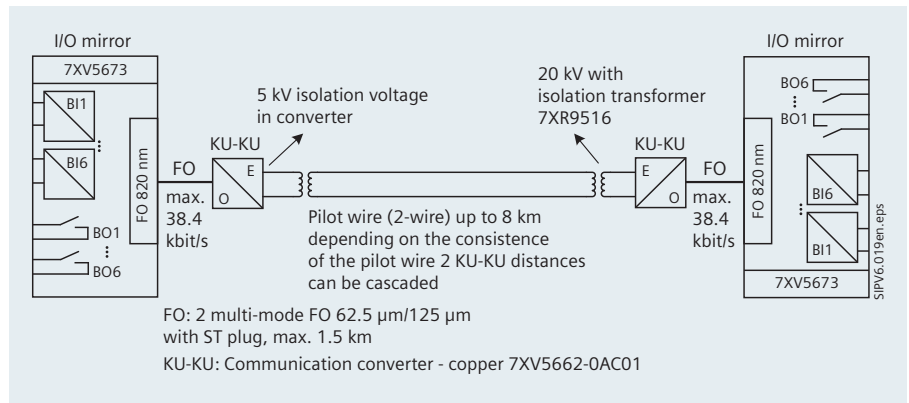 I/O mirror
7XV5673
BI1
BI6
BO1
BO6
FO 820 nm
FO
max.
38.4
kbit/s
KU-KU
E
O
5 kV isolation voltage
in converter
20 kV with
isolation transformer
7XR9516
Pilot wire (2-wire) up to 8 km
depending on the consistence
of the pilot wire 2 KU-KU distances
can be cascaded
KU-KU
E
O
FO
max.
38.4
kbit/s
I/O mirror
FO 820 nm
BO6
BO1
BI6
BI1
7XV5673
SIPV6.019en.eps
FO: 2 multi-mode FO 62.5 μm/125 μm
with ST plug, max. 1.5 km
KU-KU: Communication converter - copper 7XV5662-0AC01